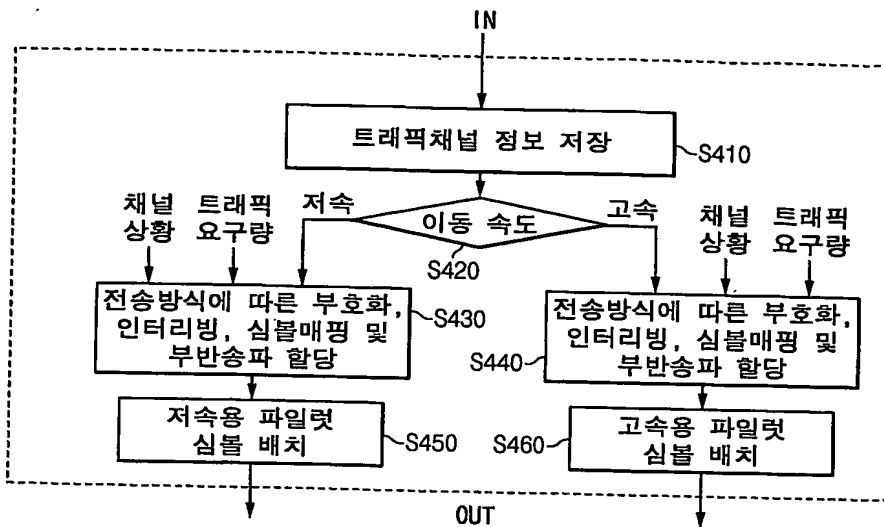 IN
트래픽채널 정보 저장
S410
저속
이동 속도
고속
S420
채널
상황
트래픽
요구량
채널
상황
트래픽
요구량
전송방식에 따른 부호화,
인터리빙, 심볼매핑 및
부반송파 할당
S430
전송방식에 따른 부호화,
인터리빙, 심볼매핑 및
부반송파 할당
S440
저속용 파일럿
심볼 배치
S450
고속용 파일럿
심볼 배치
S460
OUT